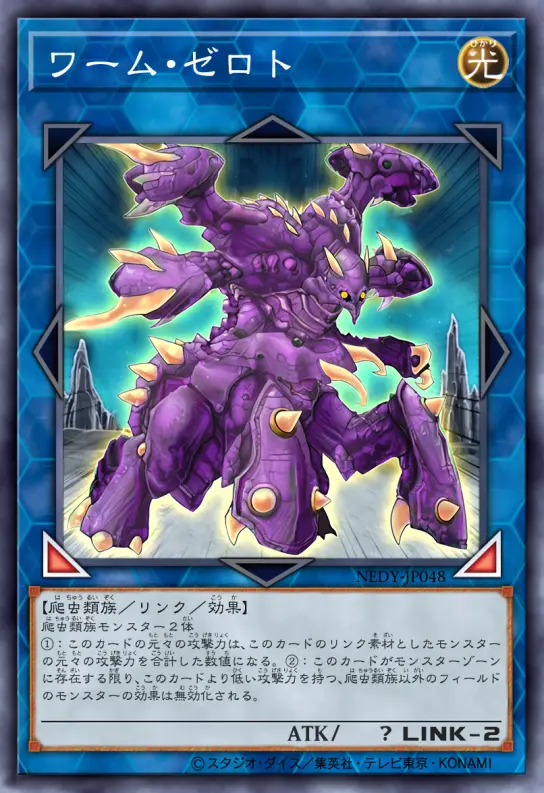 ワーム・ゼロト
光
ひかり
NEDY-JP048
【爬虫類族／リンク／効果】
爬虫類族モンスター２体
①：このカードの元々の攻撃力は、このカードのリンク素材としたモンスター
の元々の攻撃力を合計した数値になる。②：このカードがモンスターゾーン
に存在する限り、このカードより低い攻撃力を持つ、爬虫類族以外のフィールド
のモンスターの効果は無効化される。
ATK/ ? LINK-2
©スタジオ・ダイス／集英社・テレビ東京・KONAMI